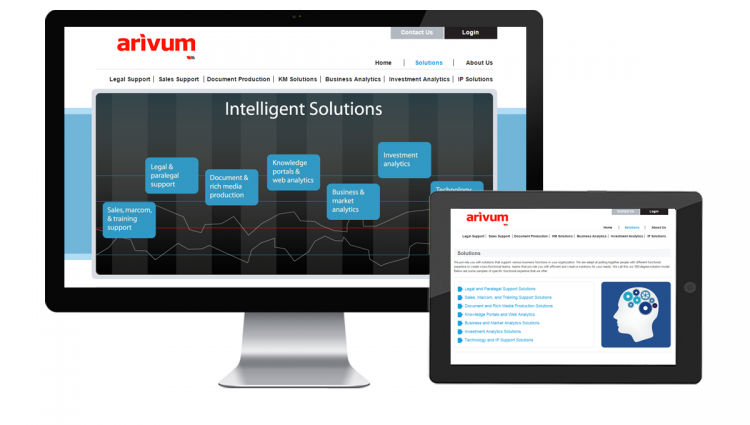 Contact Us Login
arivum
Home | Solutions | About Us
Legal Support | Sales Support | Document Production | KM Solutions | Business Analytics | Investment Analytics | IP Solutions
Intelligent Solutions
Sales, marcom,
& training
support
Legal &
paralegal
support
Document &
rich media
production
Knowledge
portals &
web analytics
Business &
market
analytics
Investment
analytics
Technology
Contact Us Login
arivum
Home | Solutions | About Us
Legal Support | Sales Support | Document Production | KM Solutions | Business Analytics | Investment Analytics | IP Solutions
Solutions
Legal and Paralegal Support Solutions
Sales, Marcom, and Training Support Solutions
Document and Rich Media Production Solutions
Knowledge Portals and Web Analytics
Business and Market Analytics Solutions
Investment Analytics Solutions
Technology and IP Support Solutions